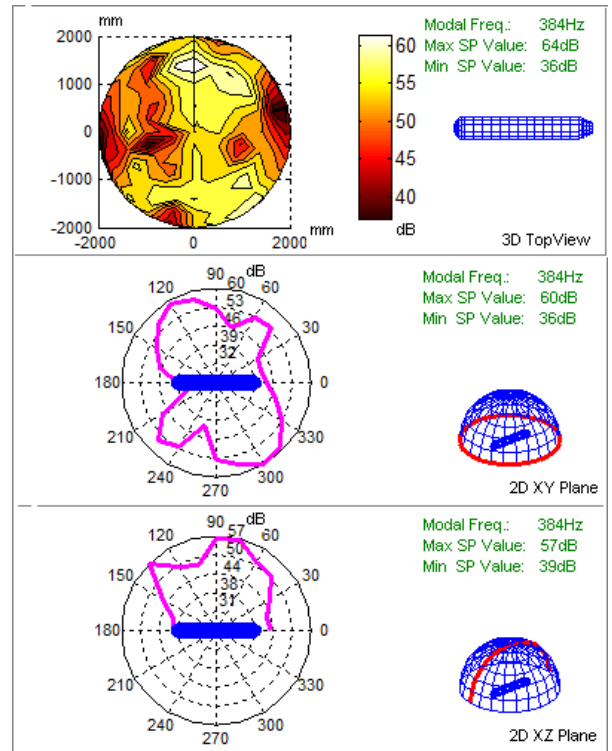 mm
Modal Freq.: 384Hz
Max SP Value: 64dB
Min SP Value: 36dB
2000
1000
0
-1000
-2000
-2000 0 2000
mm
60
55
50
45
40
dB
3D TopView
Modal Freq.: 384Hz
Max SP Value: 60dB
Min SP Value: 36dB
dB
90 60
120 60
53
46
39
32
150 30
180 0
210 330
240 300
270
2D XY Plane
Modal Freq.: 384Hz
Max SP Value: 57dB
Min SP Value: 39dB
90 57 dB
120 60
50
44
38
31
150 30
180 0
210 330
240 300
270
2D XZ Plane